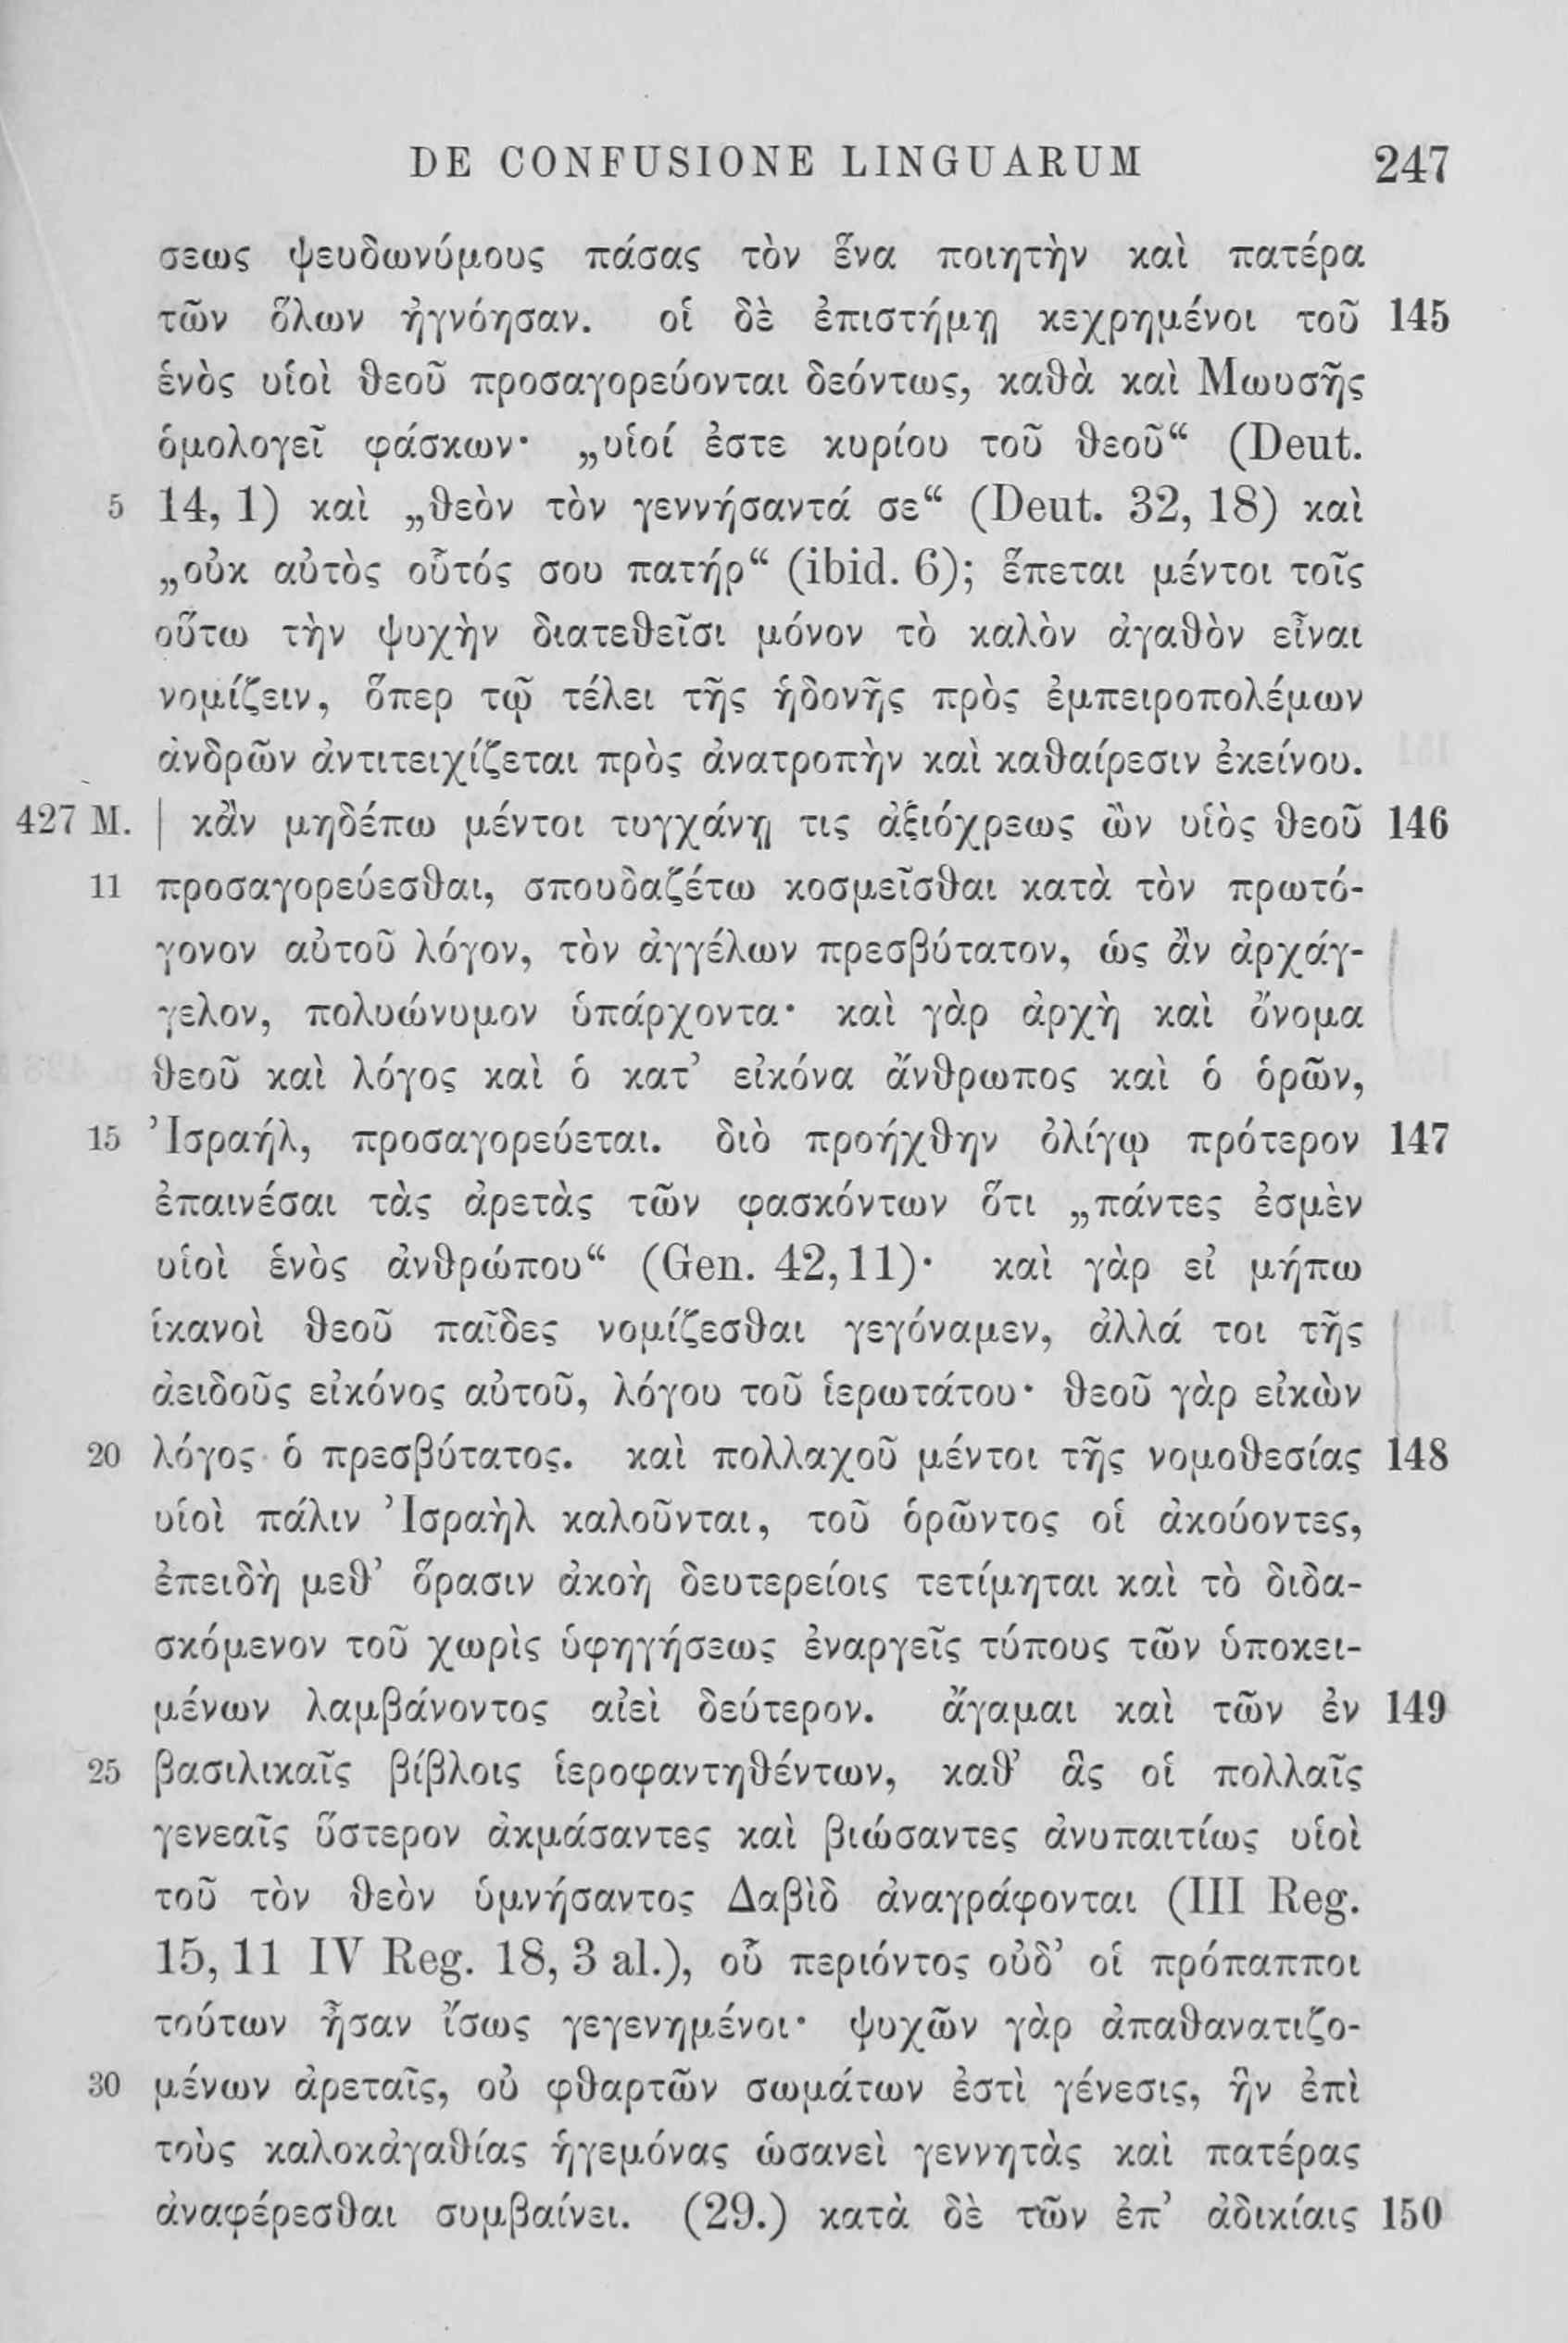 DE CONFUSIONE LINGUARUM 247
σεως ψευδωνύμους πάσας τὸν ἕνα ποιητὴν καὶ πατέρα
τῶν ὅλων ἠγνόησαν. οἱ δὲ ἐπιστήμῃ κεχρημένοι τοῦ 145
ἑνὸς υἱοὶ θεοῦ προσαγορεύονται δεόντως, καθὰ καὶ Μωυσῆς
ὁμολογεῖ φάσκων· „υἱοί ἐστε κυρίου τοῦ θεοῦ“ (Deut.
5 14, 1) καὶ „θεὸν τὸν γεννήσαντά σε“ (Deut. 32, 18) καὶ
„οὐκ αὐτὸς οὗτός σου πατήρ“ (ibid. 6); ἕπεται μέντοι τοῖς
οὕτω τὴν ψυχὴν διατεθεῖσι μόνον τὸ καλὸν ἀγαθὸν εἶναι
νομίζειν, ὅπερ τῷ τέλει τῆς ἡδονῆς πρὸς ἐμπειροπολέμων
ἀνδρῶν ἀντιτειχίζεται πρὸς ἀνατροπὴν καὶ καθαίρεσιν ἐκείνου.
427 M. | κἂν μηδέπω μέντοι τυγχάνῃ τις ἀξιόχρεως ὢν υἱὸς θεοῦ 146
11 προσαγορεύεσθαι, σπουδαζέτω κοσμεῖσθαι κατὰ τὸν πρωτό-
γονον αὐτοῦ λόγον, τὸν ἀγγέλων πρεσβύτατον, ὡς ἂν ἀρχάγ-
γελον, πολυώνυμον ὑπάρχοντα· καὶ γὰρ ἀρχὴ καὶ ὄνομα
θεοῦ καὶ λόγος καὶ ὁ κατ’ εἰκόνα ἄνθρωπος καὶ ὁ ὁρῶν,
15 Ἰσραήλ, προσαγορεύεται. διὸ προήχθην ὀλίγῳ πρότερον 147
ἐπαινέσαι τὰς ἀρετὰς τῶν φασκόντων ὅτι „πάντες ἐσμὲν
υἱοὶ ἑνὸς ἀνθρώπου“ (Gen. 42, 11)· καὶ γὰρ εἰ μήπω
ἱκανοὶ θεοῦ παῖδες νομίζεσθαι γεγόναμεν, ἀλλά τοι τῆς
ἀειδοῦς εἰκόνος αὐτοῦ, λόγου τοῦ ἱερωτάτου· θεοῦ γὰρ εἰκὼν
20 λόγος ὁ πρεσβύτατος. καὶ πολλαχοῦ μέντοι τῆς νομοθεσίας 148
υἱοὶ πάλιν Ἰσραὴλ καλοῦνται, τοῦ ὁρῶντος οἱ ἀκούοντες,
ἐπειδὴ μεθ’ ὅρασιν ἀκοὴ δευτερείοις τετίμηται καὶ τὸ διδα-
σκόμενον τοῦ χωρὶς ὑφηγήσεως ἐναργεῖς τύπους τῶν ὑποκει-
μένων λαμβάνοντος αἰεὶ δεύτερον. ἄγαμαι καὶ τῶν ἐν 149
25 βασιλικαῖς βίβλοις ἱεροφαντηθέντων, καθ’ ἃς οἱ πολλαῖς
γενεαῖς ὕστερον ἀκμάσαντες καὶ βιώσαντες ἀνυπαιτίως υἱοὶ
τοῦ τὸν θεὸν ὑμνήσαντος Δαβὶδ ἀναγράφονται (III Reg.
15, 11 IV Reg. 18, 3 al.), οὗ περιόντος οὐδ’ οἱ πρόπαπποι
τούτων ἦσαν ἴσως γεγενημένοι· ψυχῶν γὰρ ἀπαθανατιζο-
30 μένων ἀρεταῖς, οὐ φθαρτῶν σωμάτων ἐστὶ γένεσις, ἣν ἐπὶ
τοὺς καλοκἀγαθίας ἡγεμόνας ὡσανεὶ γεννητὰς καὶ πατέρας
ἀναφέρεσθαι συμβαίνει. (29.) κατὰ δὲ τῶν ἐπ’ ἀδικίαις 150